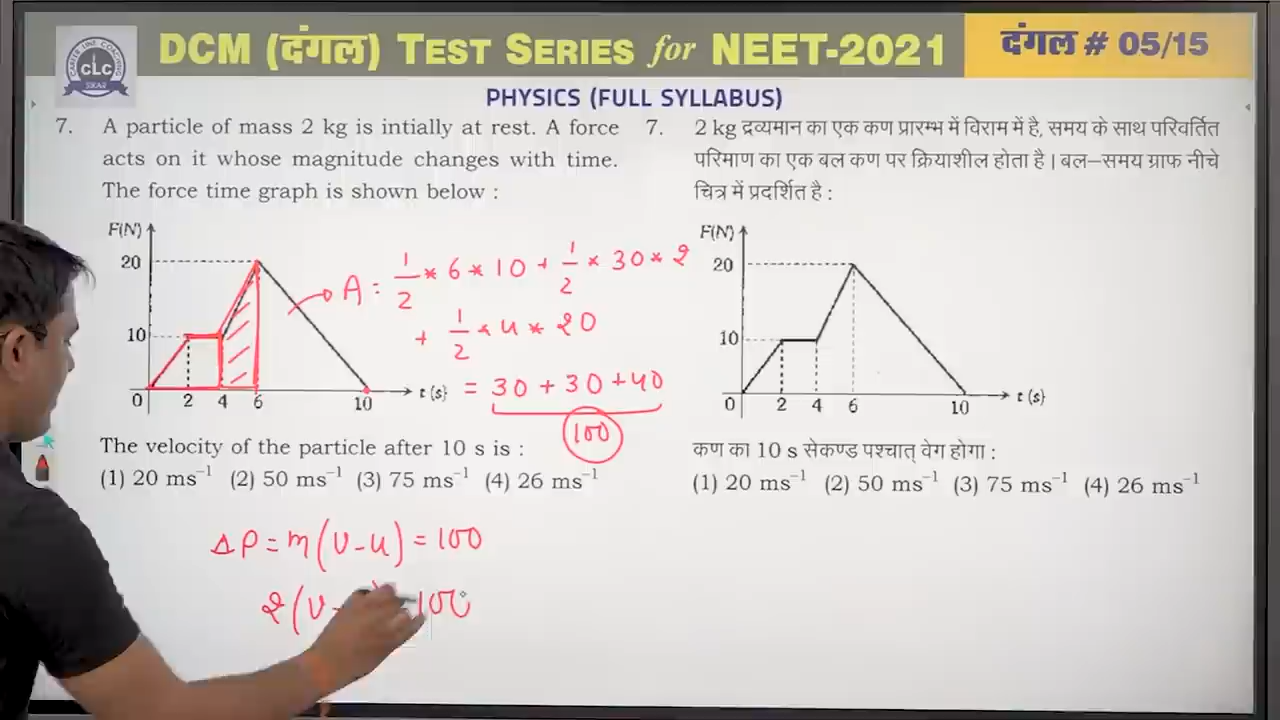 DCM (दंगल) TEST SERIES for NEET-2021
दंगल # 05/15
CLC
SIKAR
PHYSICS (FULL SYLLABUS)
7. A particle of mass 2 kg is intially at rest. A force
acts on it whose magnitude changes with time.
The force time graph is shown below :
F(N)
20
10
0 2 4 6 10 t (s)
A = 1/2 * 6 * 10 + 1/2 * 30 * 2
+ 1/2 * 4 * 20
= 30 + 30 + 40
100
The velocity of the particle after 10 s is :
(1) 20 ms⁻¹ (2) 50 ms⁻¹ (3) 75 ms⁻¹ (4) 26 ms⁻¹
ΔP = m(v-u) = 100
2(v- 100
7. 2 kg द्रव्यमान का एक कण प्रारम्भ में विराम में है, समय के साथ परिवर्तित
परिमाण का एक बल कण पर क्रियाशील होता है। बल–समय ग्राफ नीचे
चित्र में प्रदर्शित है :
F(N)
20
10
0 2 4 6 10 t (s)
कण का 10 s सेकण्ड पश्चात् वेग होगा :
(1) 20 ms⁻¹ (2) 50 ms⁻¹ (3) 75 ms⁻¹ (4) 26 ms⁻¹